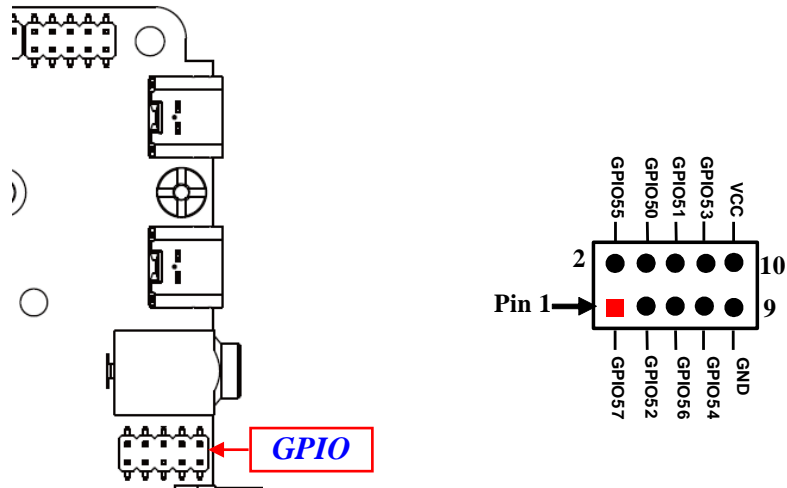 GPIO55
GPIO50
GPIO51
GPIO53
VCC
2
10
Pin 1
9
GPIO57
GPIO52
GPIO56
GPIO54
GND
GPIO